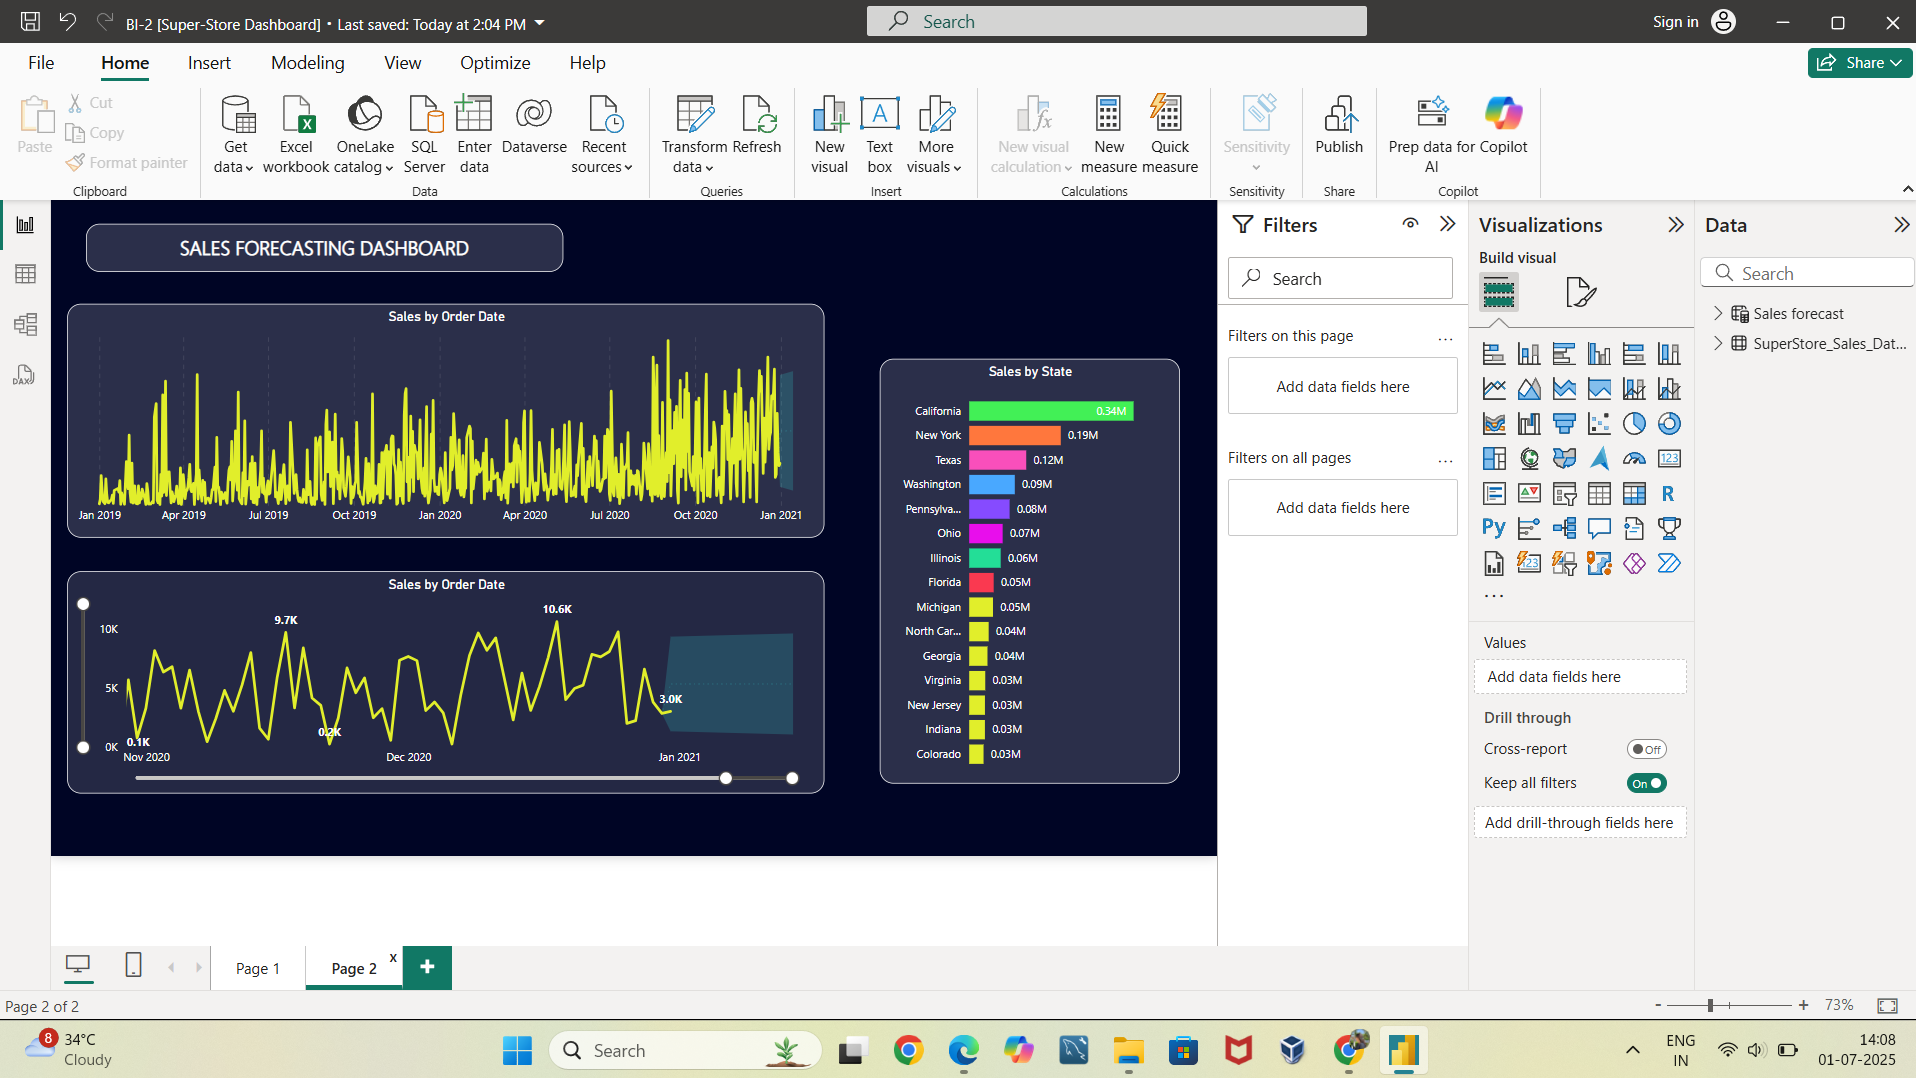 BI-2 [Super-Store Dashboard] • Last saved: Today at 2:04 PM
Search
Sign in
File
Home
Insert
Modeling
View
Optimize
Help
Share
Paste
Cut
Copy
Format painter
Clipboard
Get data
Excel workbook
OneLake catalog
SQL Server
Enter data
Dataverse
Recent sources
Data
Transform data
Refresh
Queries
New visual
Text box
More visuals
Insert
New visual calculation
New measure
Quick measure
Calculations
Sensitivity
Sensitivity
Publish
Share
Prep data for AI
Copilot
Copilot
SALES FORECASTING DASHBOARD
Sales by Order Date
Jan 2019
Apr 2019
Jul 2019
Oct 2019
Jan 2020
Apr 2020
Jul 2020
Oct 2020
Jan 2021
Sales by Order Date
10K
5K
0K
0.1K
9.7K
0.2K
10.6K
3.0K
Nov 2020
Dec 2020
Jan 2021
Sales by State
California 0.34M
New York 0.19M
Texas 0.12M
Washington 0.09M
Pennsylva... 0.08M
Ohio 0.07M
Illinois 0.06M
Florida 0.05M
Michigan 0.05M
North Car... 0.04M
Georgia 0.04M
Virginia 0.03M
New Jersey 0.03M
Indiana 0.03M
Colorado 0.03M
Filters
Search
Filters on this page
...
Add data fields here
Filters on all pages
...
Add data fields here
Visualizations
Build visual
123
R
Py
123
...
Values
Add data fields here
Drill through
Cross-report
Off
Keep all filters
On
Add drill-through fields here
Data
Search
Sales forecast
SuperStore_Sales_Dat...
DAX
Page 1
Page 2
x
+
Page 2 of 2
- + 73%
8
34°C
Cloudy
Search
ENG
IN
14:08
01-07-2025